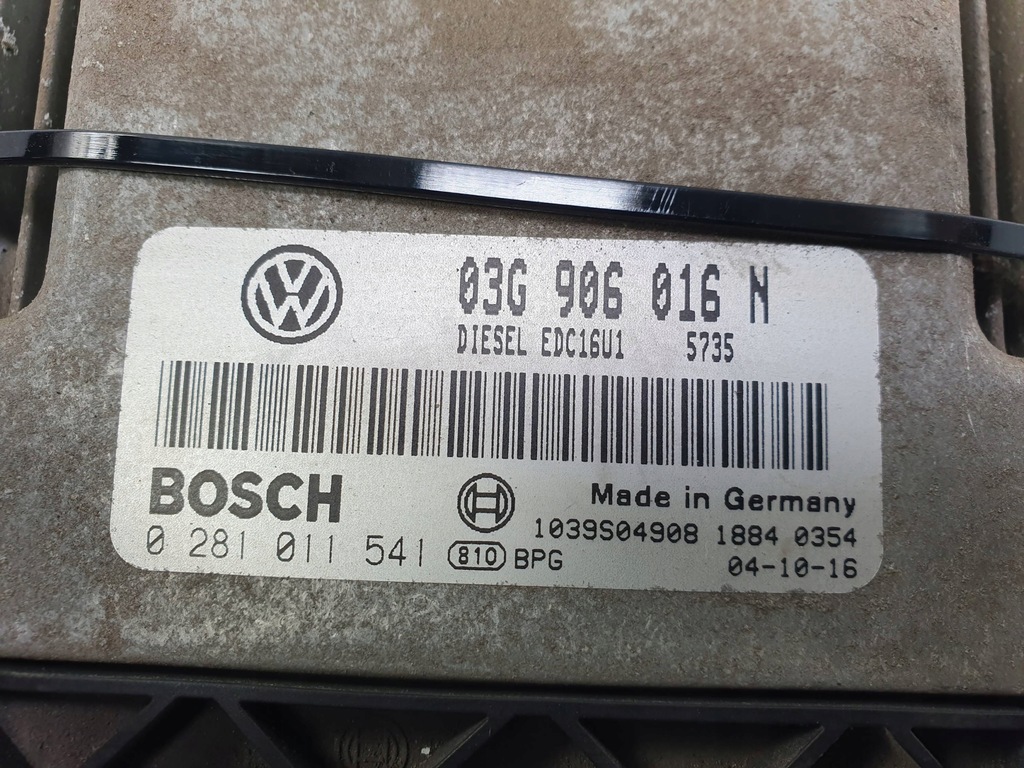 03G 906 016 N
DIESEL EDC16U1 5735
BOSCH
Made in Germany
1039S04908 1884 0354
0 281 011 541 810 BPG
04-10-16